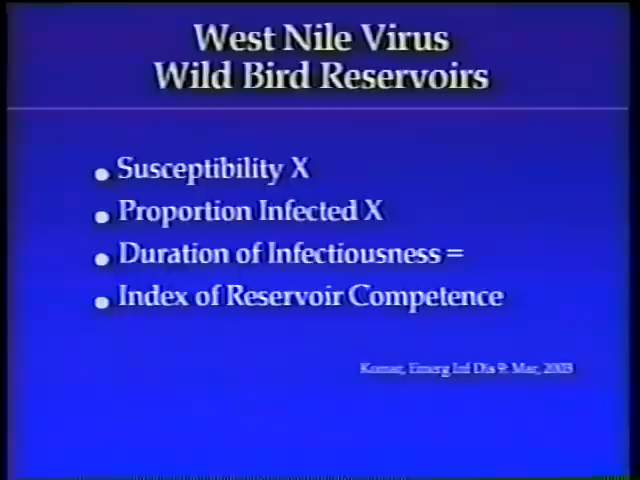 West Nile Virus
Wild Bird Reservoirs
• Susceptibility X
• Proportion Infected X
• Duration of Infectiousness =
• Index of Reservoir Competence
Komar, Emerg Inf Dis 9: Mar, 2003